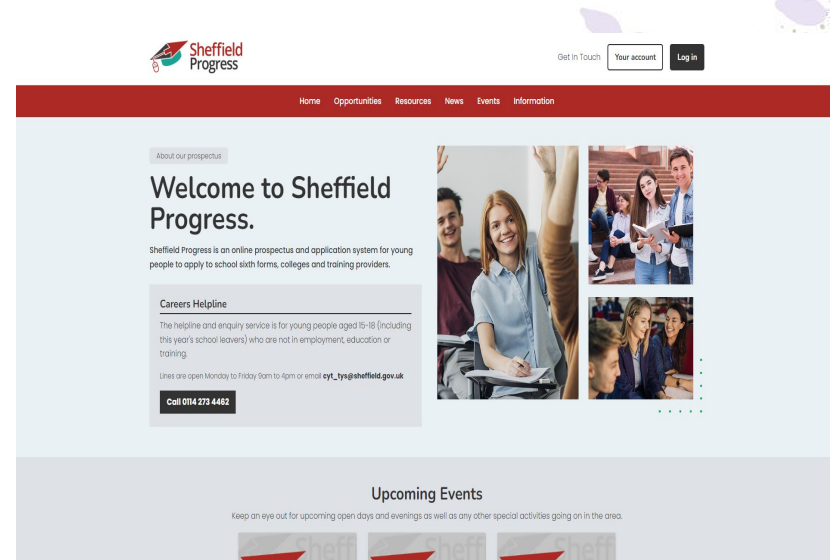 Sheffield
Progress
Get In Touch
Your account
Log in
Home Opportunities Resources News Events Information
About our prospectus
Welcome to Sheffield
Progress.
Sheffield Progress is an online prospectus and application system for young
people to apply to school sixth forms, colleges and training providers.
Careers Helpline
The helpline and enquiry service is for young people aged 15-18 (including
this year's school leavers) who are not in employment, education or
training.
Lines are open Monday to Friday 9am to 4pm or email cyt_tys@sheffield.gov.uk
Call 0114 273 4462
Upcoming Events
Keep an eye out for upcoming open days and evenings as well as any other special activities going on in the area.
Sheff Sheff Sheff